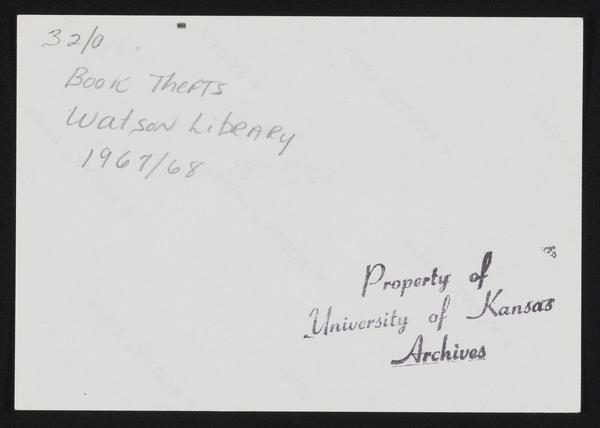 32/0
Book Thefts
Watson Library
1967/68
Property of
University of Kansas
Archives